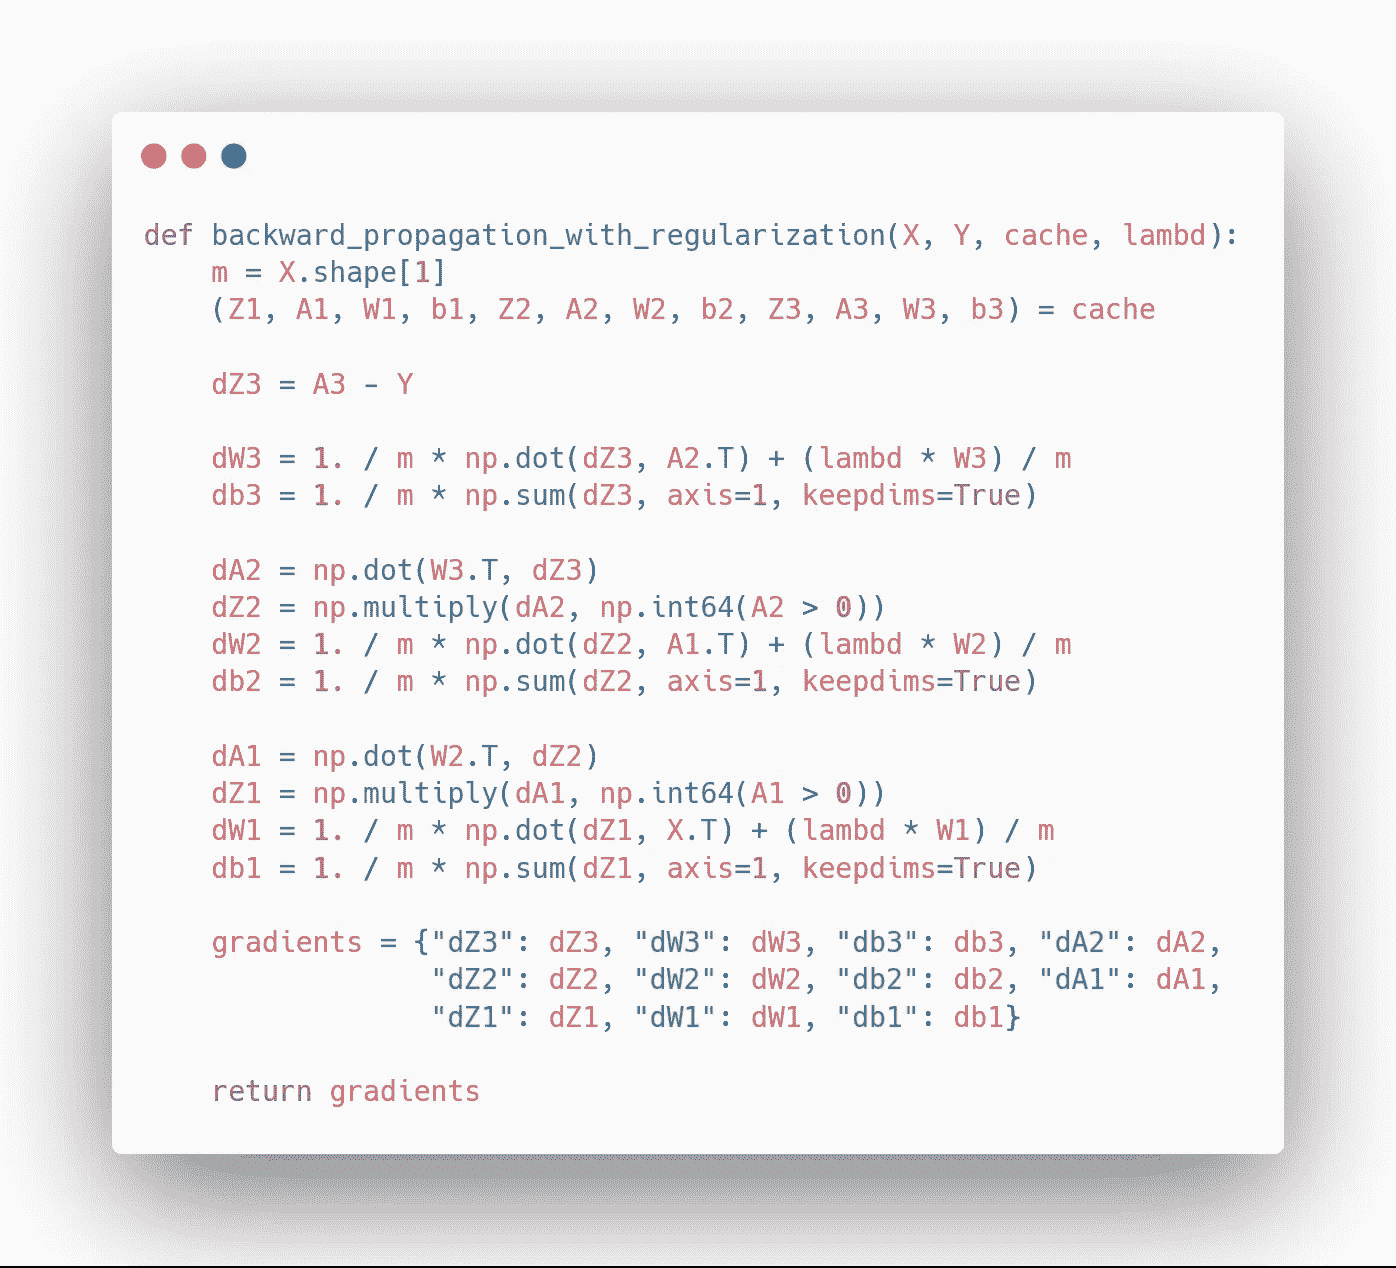 def backward_propagation_with_regularization(X, Y, cache, lambd):
    m = X.shape[1]
    (Z1, A1, W1, b1, Z2, A2, W2, b2, Z3, A3, W3, b3) = cache

    dZ3 = A3 - Y

    dW3 = 1. / m * np.dot(dZ3, A2.T) + (lambd * W3) / m
    db3 = 1. / m * np.sum(dZ3, axis=1, keepdims=True)

    dA2 = np.dot(W3.T, dZ3)
    dZ2 = np.multiply(dA2, np.int64(A2 > 0))
    dW2 = 1. / m * np.dot(dZ2, A1.T) + (lambd * W2) / m
    db2 = 1. / m * np.sum(dZ2, axis=1, keepdims=True)

    dA1 = np.dot(W2.T, dZ2)
    dZ1 = np.multiply(dA1, np.int64(A1 > 0))
    dW1 = 1. / m * np.dot(dZ1, X.T) + (lambd * W1) / m
    db1 = 1. / m * np.sum(dZ1, axis=1, keepdims=True)

    gradients = {"dZ3": dZ3, "dW3": dW3, "db3": db3, "dA2": dA2,
                 "dZ2": dZ2, "dW2": dW2, "db2": db2, "dA1": dA1,
                 "dZ1": dZ1, "dW1": dW1, "db1": db1}

    return gradients